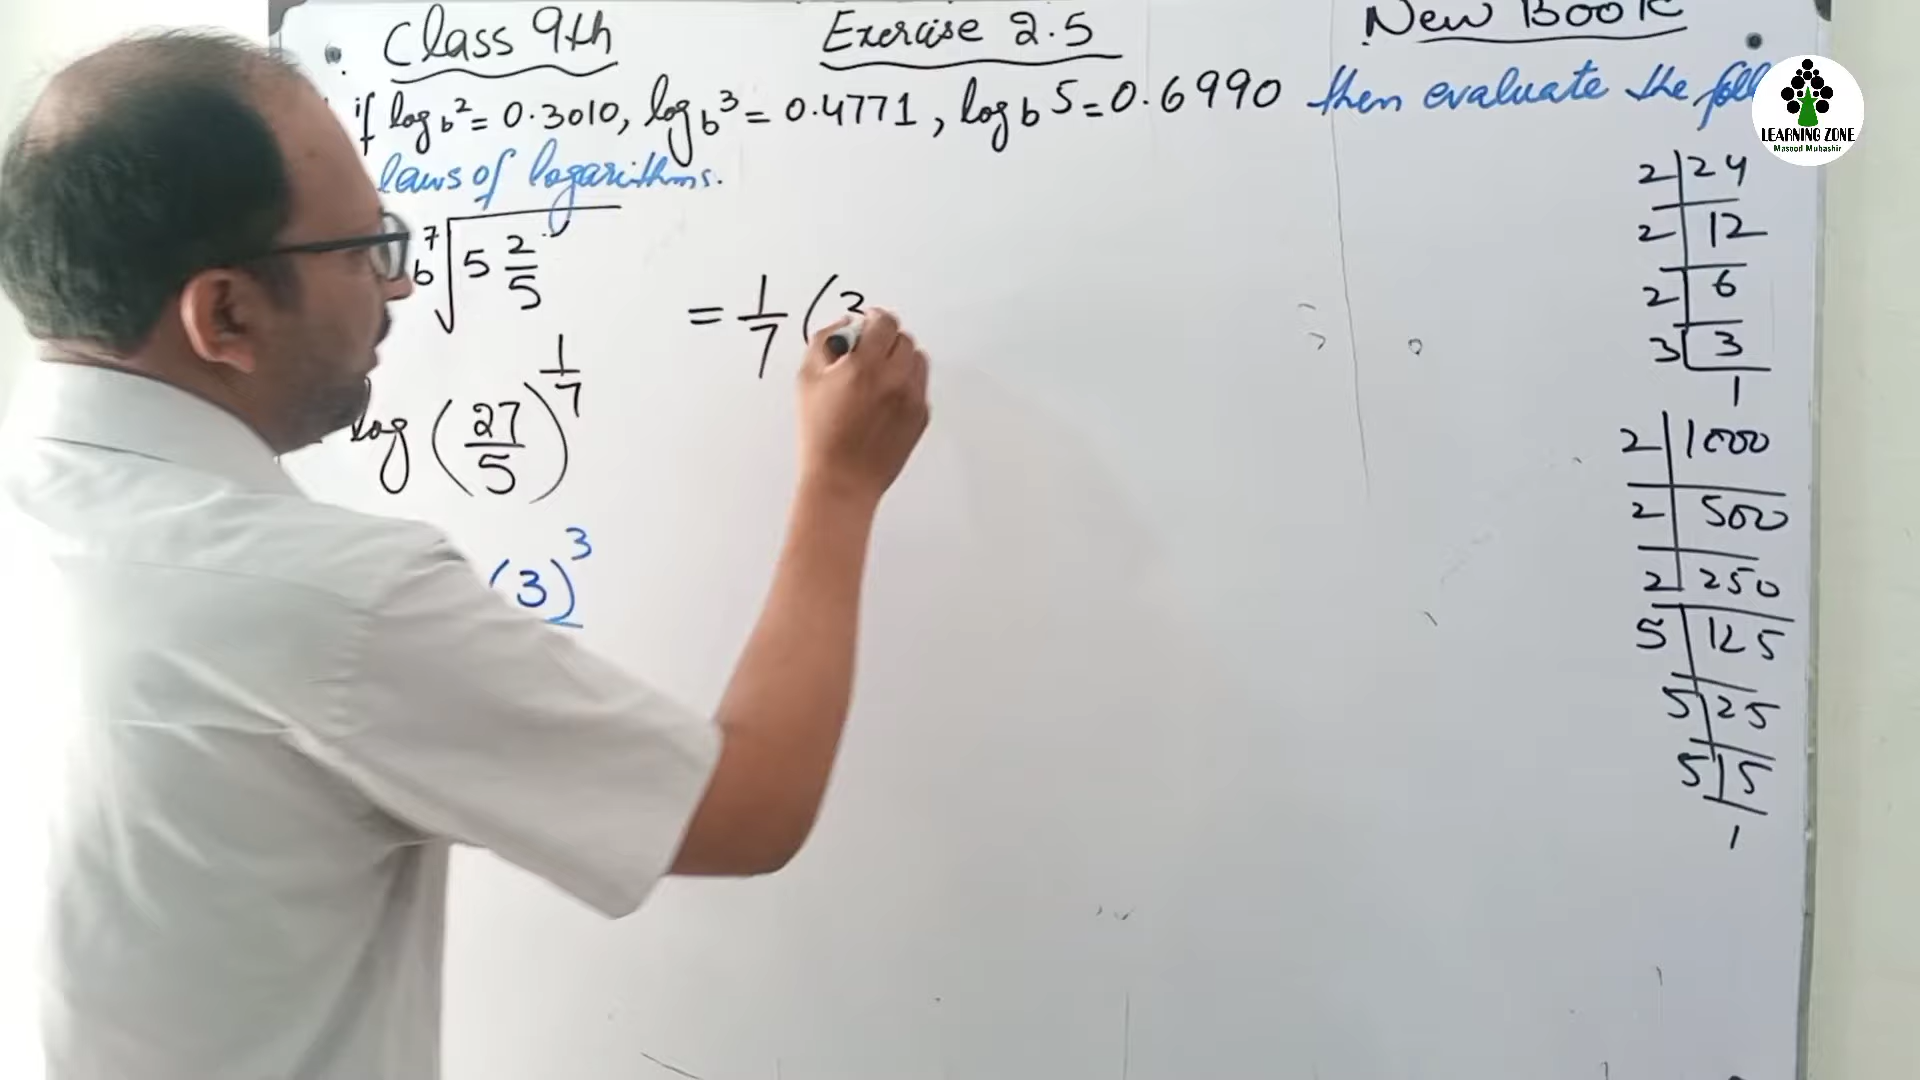 Class 9th Exercise 2.5 New Book
if log b 2 = 0.3010, log b 3 = 0.4771, log b 5 = 0.6990 then evaluate the foll
laws of logarithms.
LEARNING ZONE
Masood Mubashir
b 7√5 2/5
= 1/7 (3
log (27/5)^1/7
(3)^3
2 | 24
2 | 12
2 | 6
3 | 3
1
2 | 1000
2 | 500
2 | 250
5 | 125
5 | 25
5 | 5
1